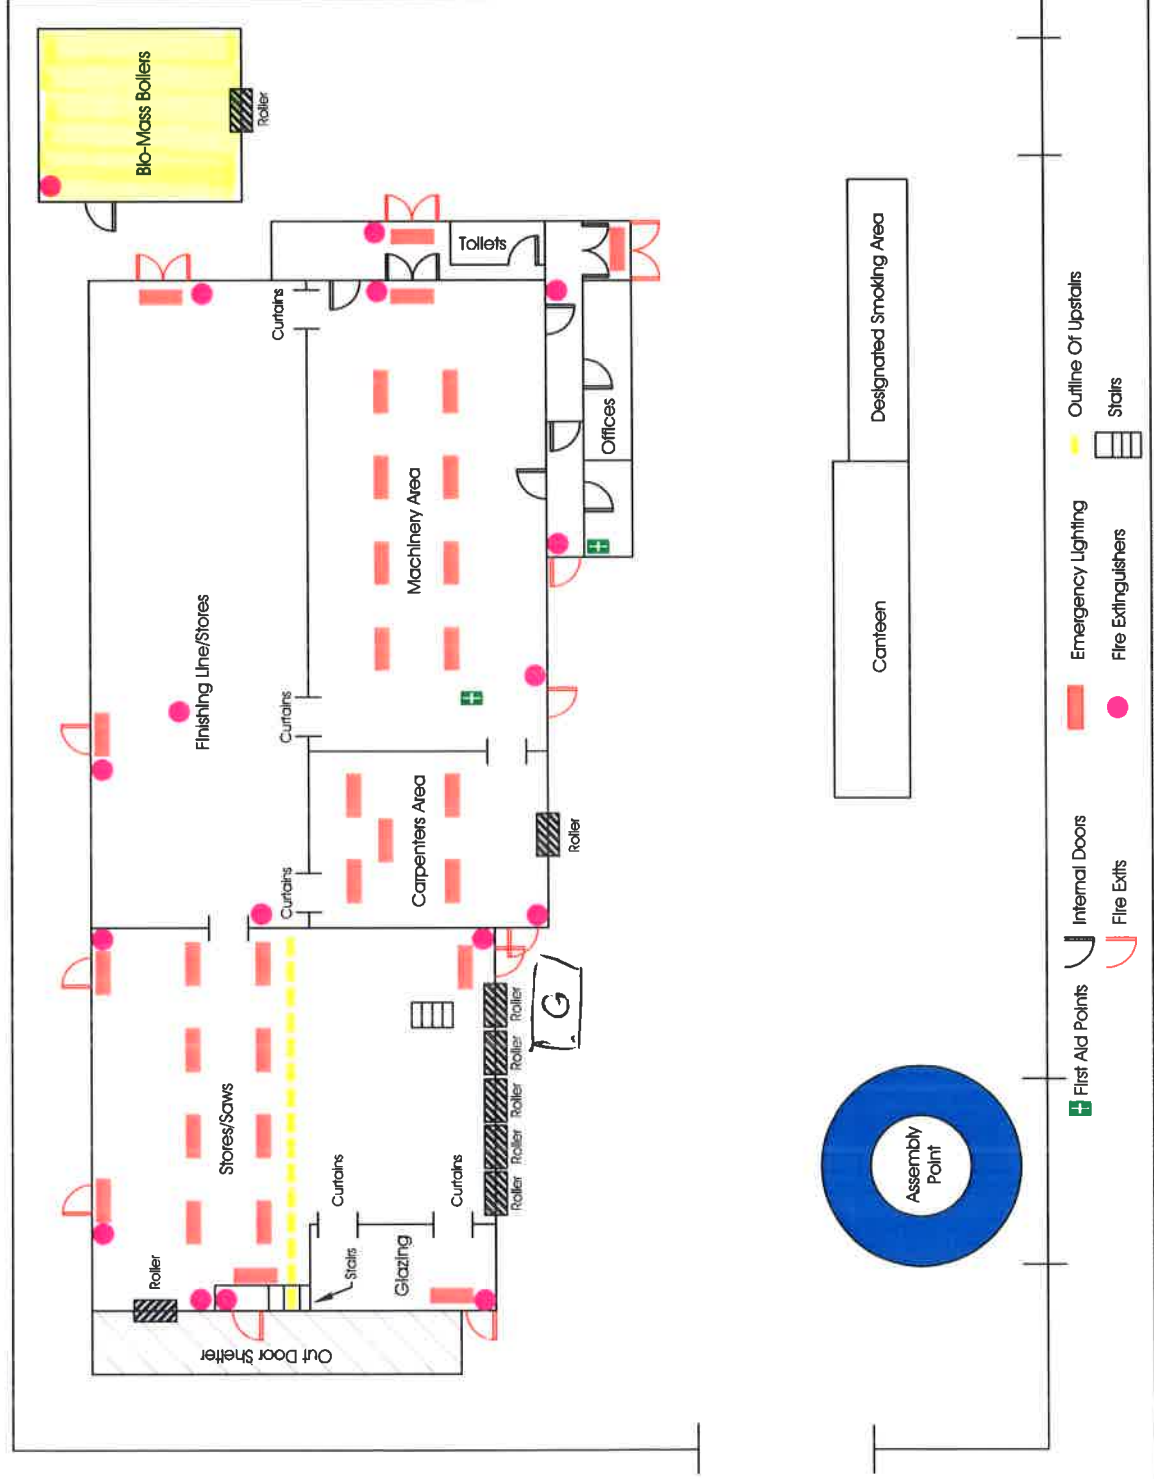 Bio-Mass Boilers
Roller
Toilets
Curtains
Finishing Line/Stores
Machinery Area
Offices
Curtains
Carpenters Area
Curtains
Roller
Stores/Saws
Roller
Roller
Roller
Roller
Roller
G
Curtains
Curtains
Glazing
Stairs
Roller
Out Door Shelter
Designated Smoking Area
Canteen
Assembly
Point
First Aid Points
Internal Doors
Fire Exits
Emergency Lighting
Fire Extinguishers
Outline Of Upstairs
Stairs